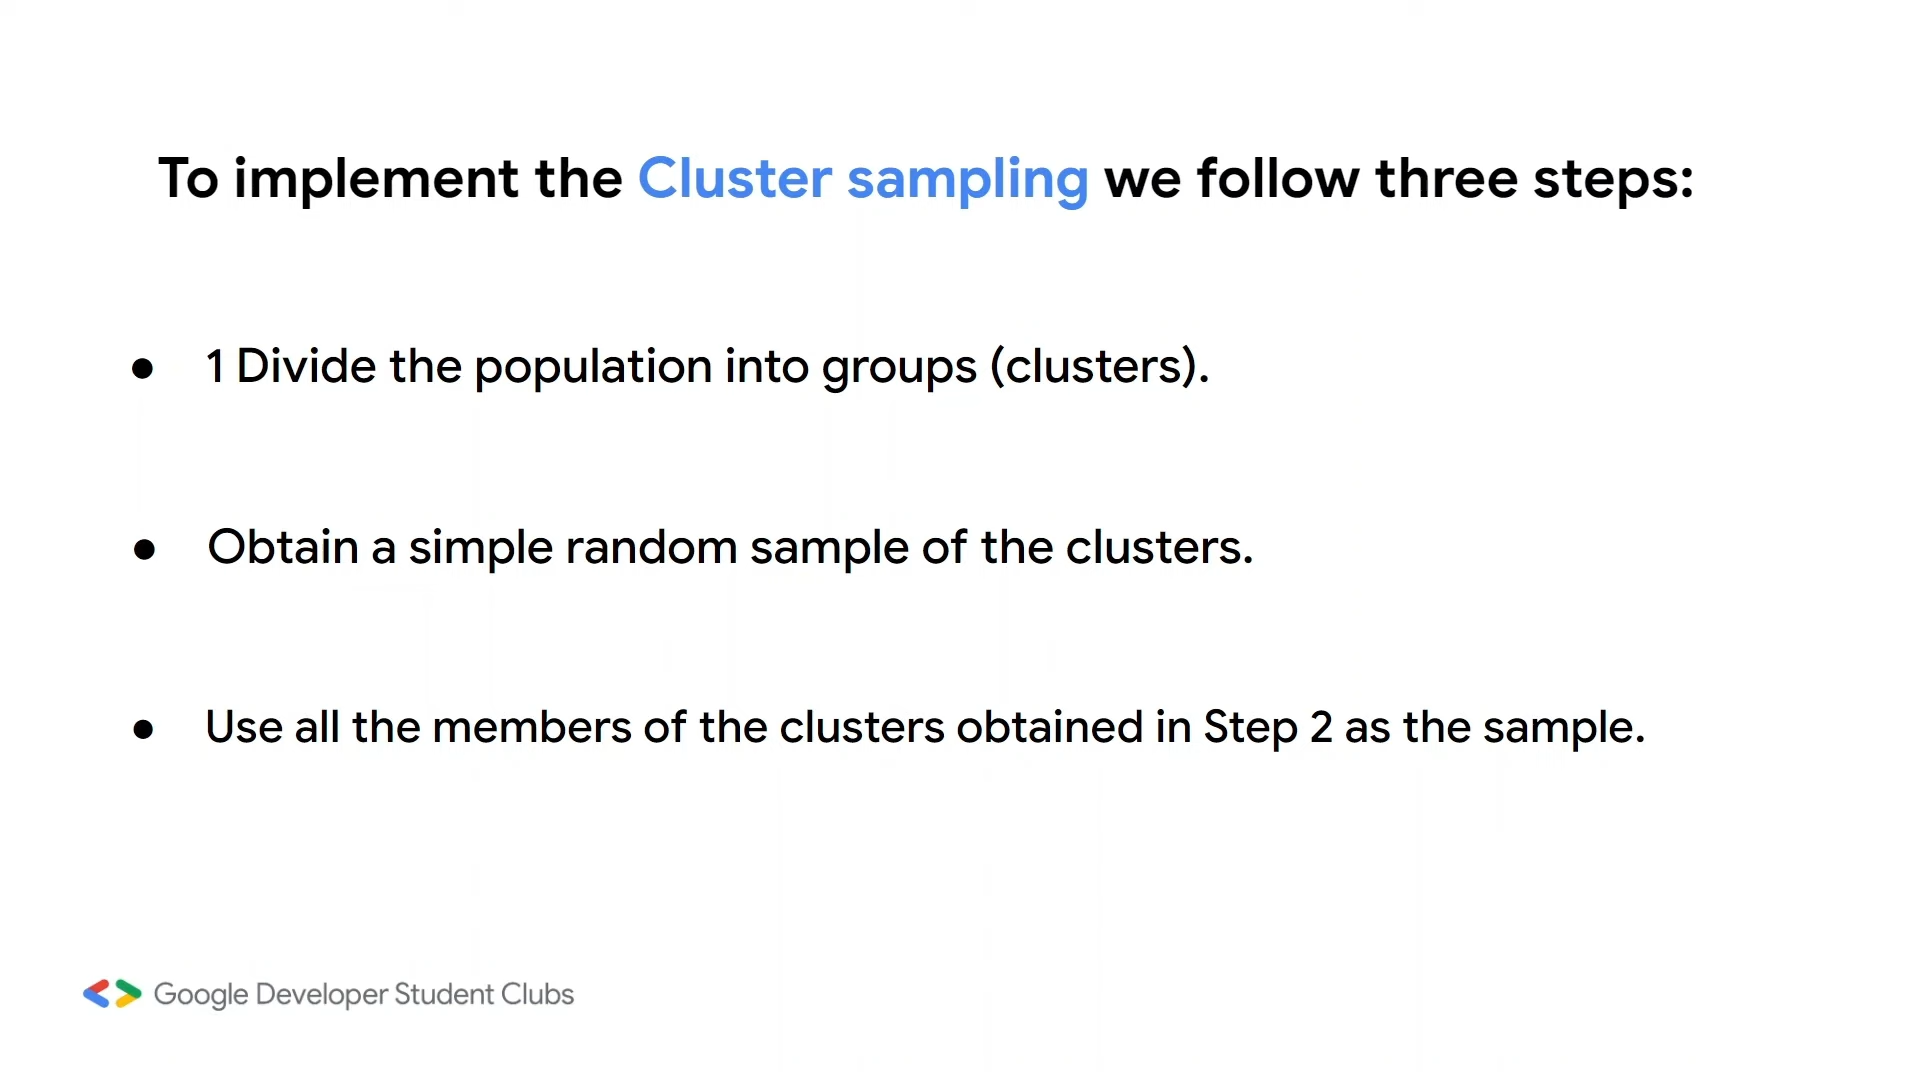 To implement the Cluster sampling we follow three steps:
● 1 Divide the population into groups (clusters).
● Obtain a simple random sample of the clusters.
● Use all the members of the clusters obtained in Step 2 as the sample.
Google Developer Student Clubs